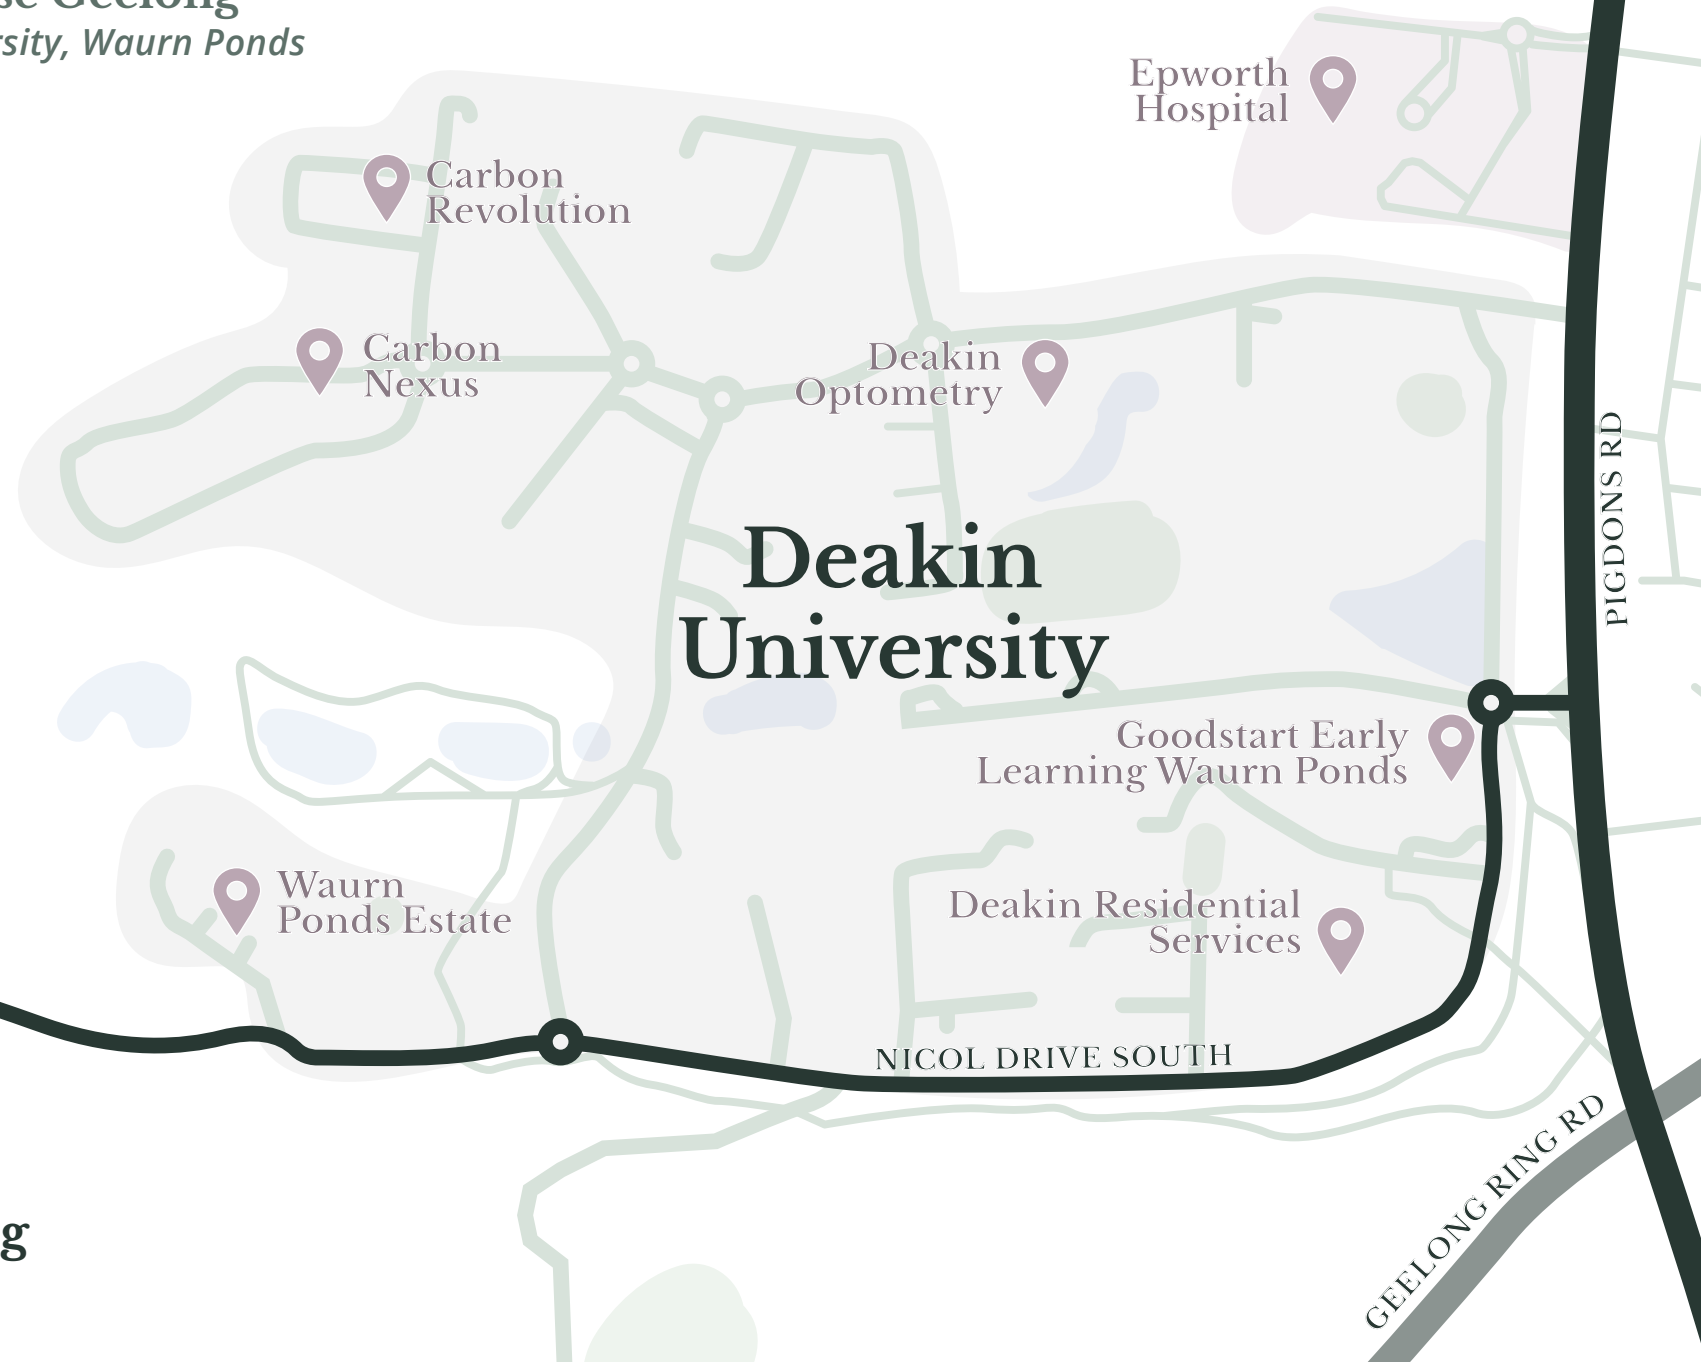 Geelong
Waurn Ponds
Epworth
Hospital
Carbon
Revolution
Carbon
Nexus
Deakin
Optometry
PIGDONS RD
Deakin
University
Goodstart Early
Learning Waurn Ponds
Waurn
Ponds Estate
Deakin Residential
Services
NICOL DRIVE SOUTH
GEELONG RING RD